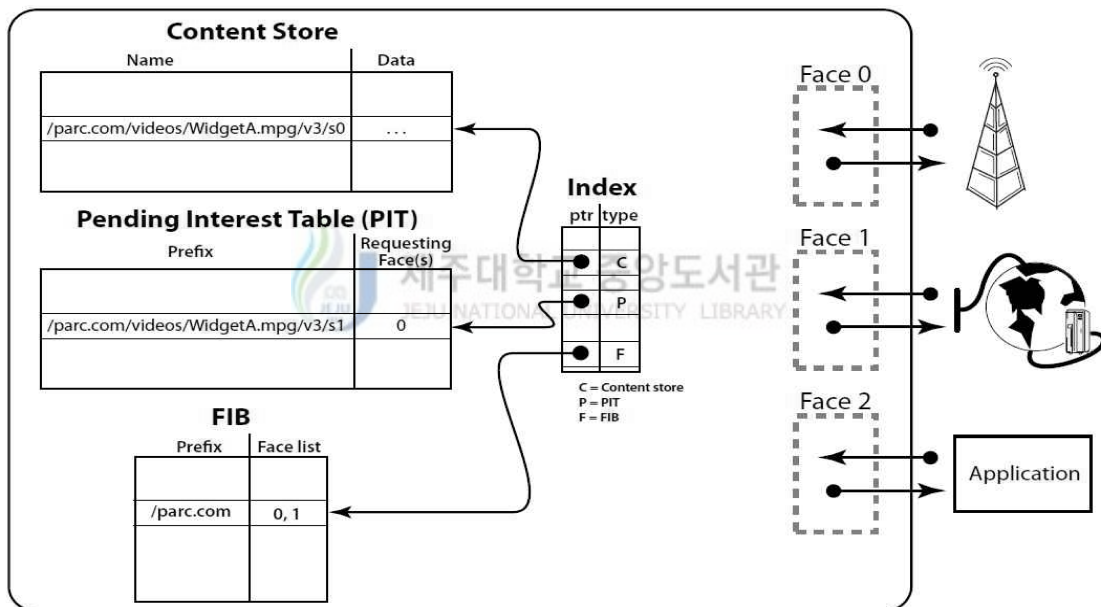 Content Store
Name Data
/parc.com/videos/WidgetA.mpg/v3/s0 ...
Pending Interest Table (PIT)
Prefix Requesting Face(s)
/parc.com/videos/WidgetA.mpg/v3/s1 0
FIB
Prefix Face list
/parc.com 0, 1
Index
ptr type
C
P
F
C = Content store
P = PIT
F = FIB
Face 0
Face 1
Face 2
Application
제주대학교 중앙도서관
JEJU NATIONAL UNIVERSITY LIBRARY